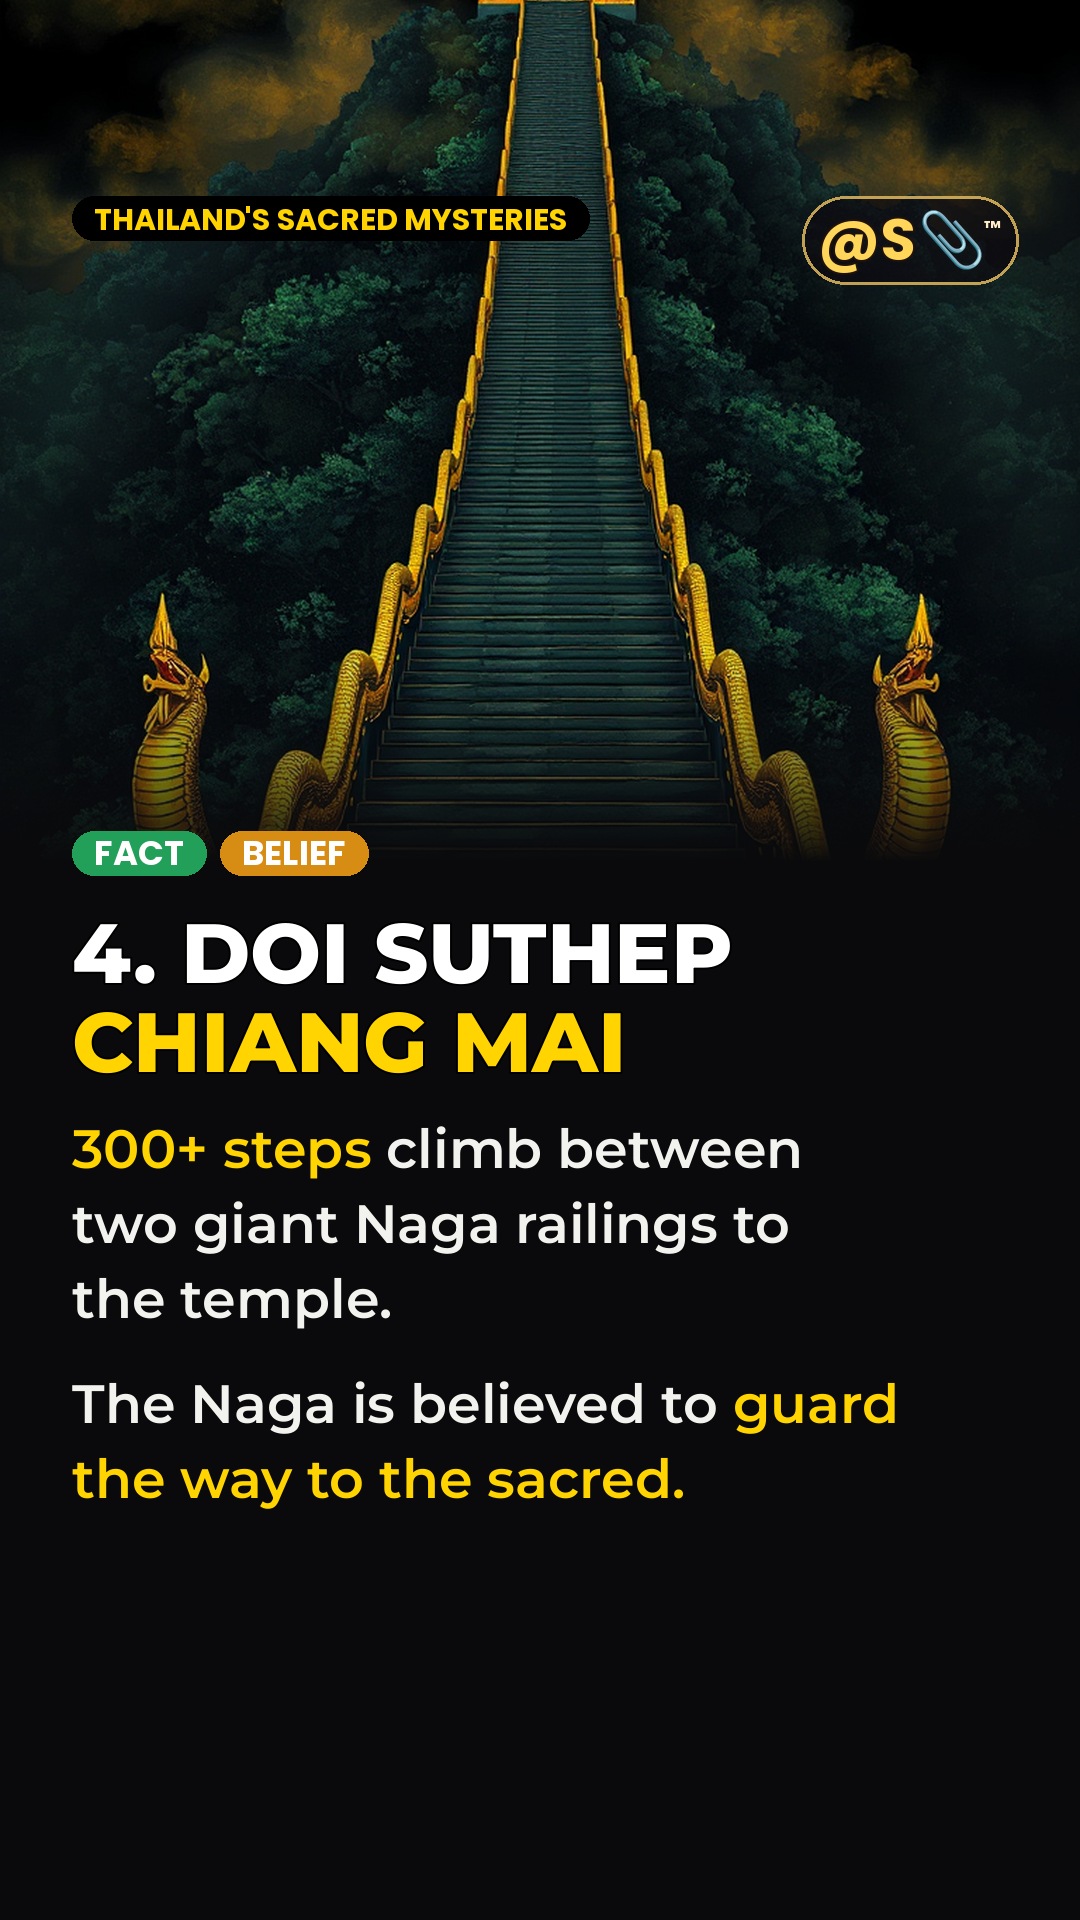 THAILAND'S SACRED MYSTERIES
@S📎™
FACT
BELIEF
4. DOI SUTHEP
CHIANG MAI
300+ steps climb between
two giant Naga railings to
the temple.
The Naga is believed to guard
the way to the sacred.